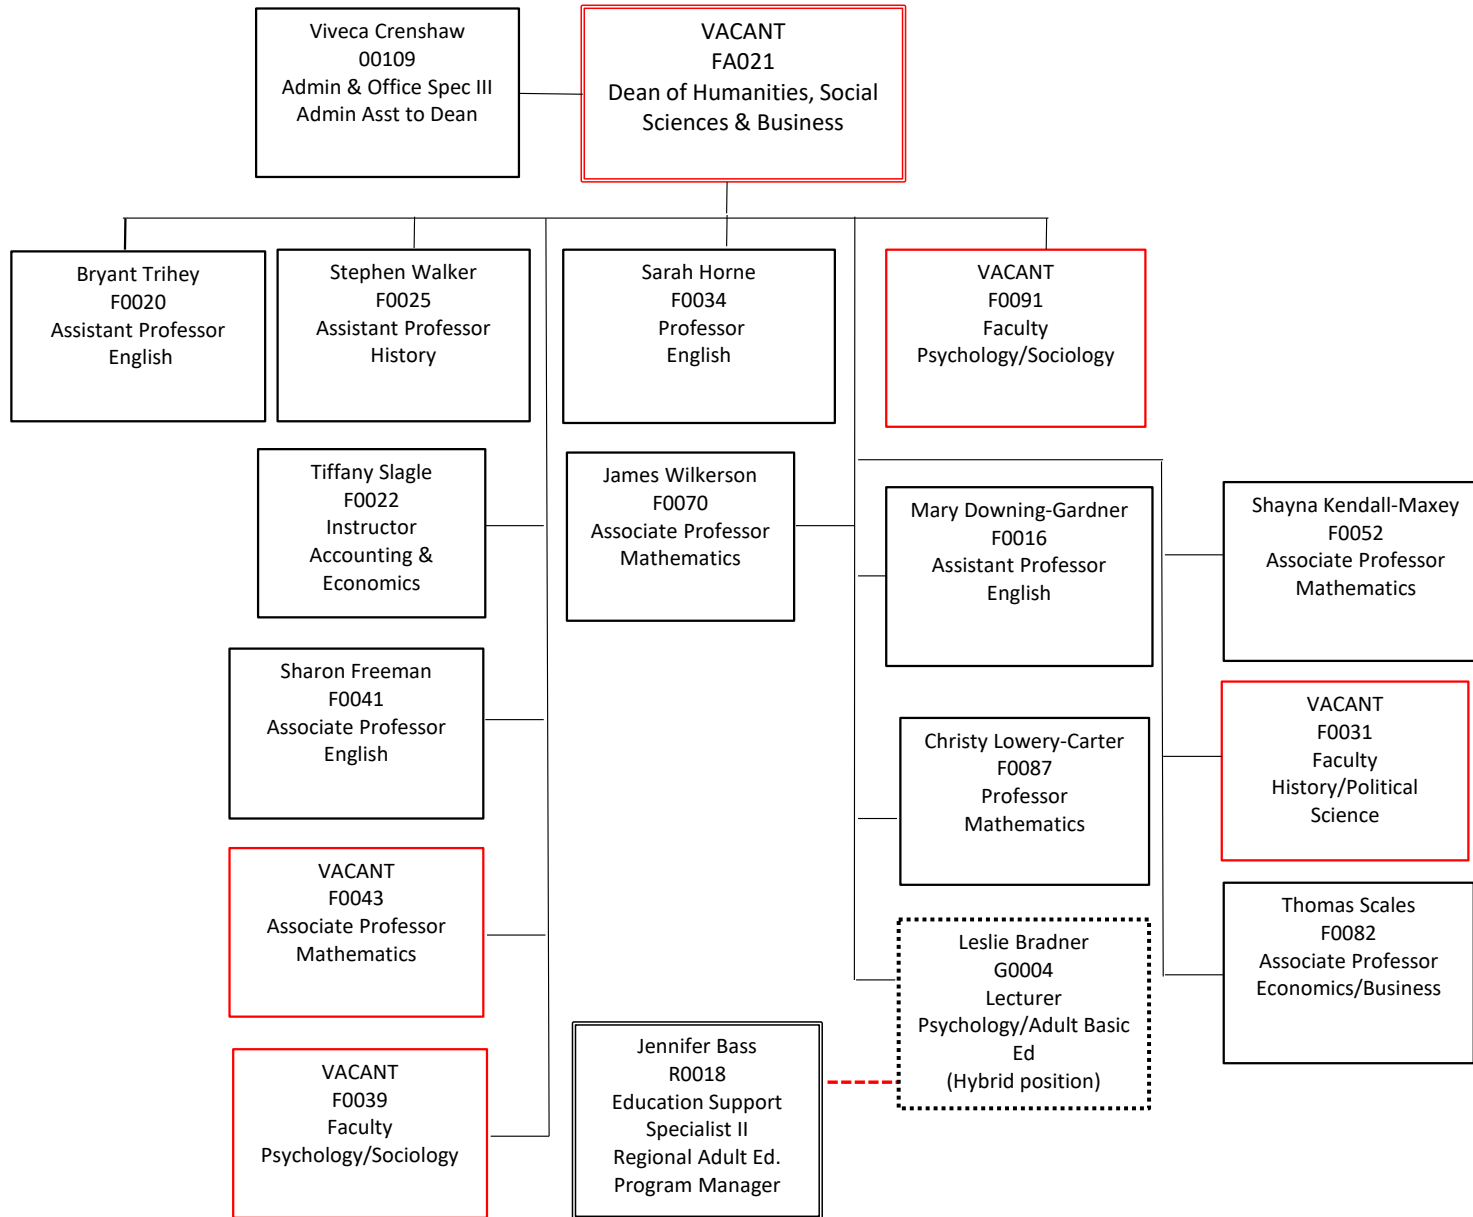 Viveca Crenshaw
00109
Admin & Office Spec III
Admin Asst to Dean
VACANT
FA021
Dean of Humanities, Social
Sciences & Business
Bryant Trihey
F0020
Assistant Professor
English
Stephen Walker
F0025
Assistant Professor
History
Sarah Horne
F0034
Professor
English
VACANT
F0091
Faculty
Psychology/Sociology
Tiffany Slagle
F0022
Instructor
Accounting &
Economics
James Wilkerson
F0070
Associate Professor
Mathematics
Mary Downing-Gardner
F0016
Assistant Professor
English
Shayna Kendall-Maxey
F0052
Associate Professor
Mathematics
Sharon Freeman
F0041
Associate Professor
English
Christy Lowery-Carter
F0087
Professor
Mathematics
VACANT
F0031
Faculty
History/Political
Science
VACANT
F0043
Associate Professor
Mathematics
Leslie Bradner
G0004
Lecturer
Psychology/Adult Basic
Ed
(Hybrid position)
Thomas Scales
F0082
Associate Professor
Economics/Business
VACANT
F0039
Faculty
Psychology/Sociology
Jennifer Bass
R0018
Education Support
Specialist II
Regional Adult Ed.
Program Manager